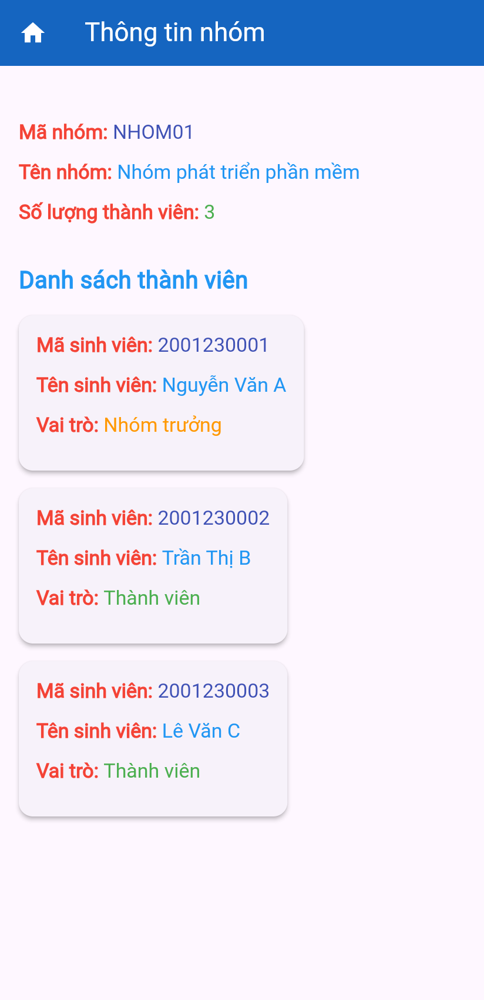 Thông tin nhóm
Mã nhóm: NHOM01
Tên nhóm: Nhóm phát triển phần mềm
Số lượng thành viên: 3
Danh sách thành viên
Mã sinh viên: 2001230001
Tên sinh viên: Nguyễn Văn A
Vai trò: Nhóm trưởng
Mã sinh viên: 2001230002
Tên sinh viên: Trần Thị B
Vai trò: Thành viên
Mã sinh viên: 2001230003
Tên sinh viên: Lê Văn C
Vai trò: Thành viên